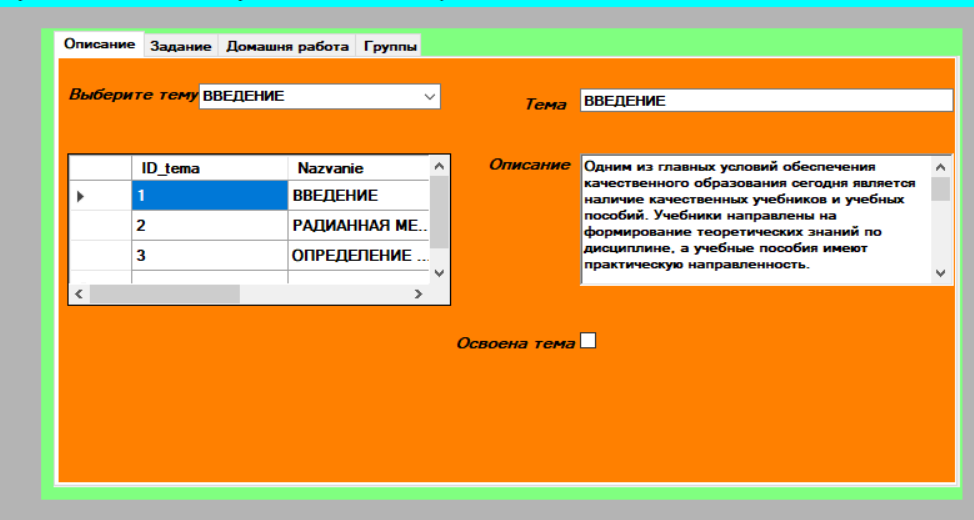 Описание Задание Домашня работа Группы
Выберите тему ВВЕДЕНИЕ
Тема ВВЕДЕНИЕ
ID_tema Nazvanie
1 ВВЕДЕНИЕ
2 РАДИАННАЯ МЕ...
3 ОПРЕДЕЛЕНИЕ ...
Описание
Одним из главных условий обеспечения
качественного образования сегодня является
наличие качественных учебников и учебных
пособий. Учебники направлены на
формирование теоретических знаний по
дисциплине, а учебные пособия имеют
практическую направленность.
Освоена тема